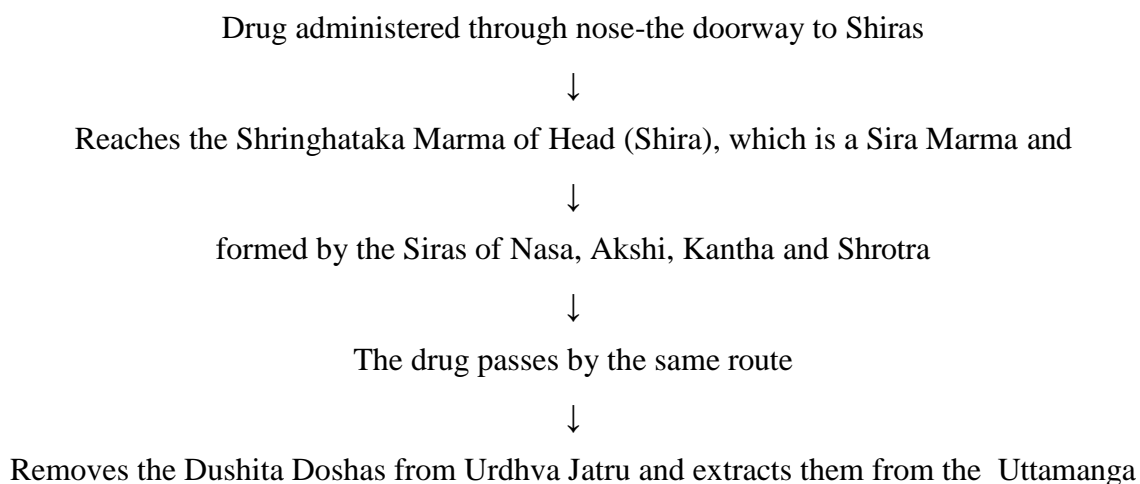 Drug administered through nose-the doorway to Shiras
↓
Reaches the Shringhataka Marma of Head (Shira), which is a Sira Marma and
↓
formed by the Siras of Nasa, Akshi, Kantha and Shrotra
↓
The drug passes by the same route
↓
Removes the Dushita Doshas from Urdhva Jatru and extracts them from the Uttamanga